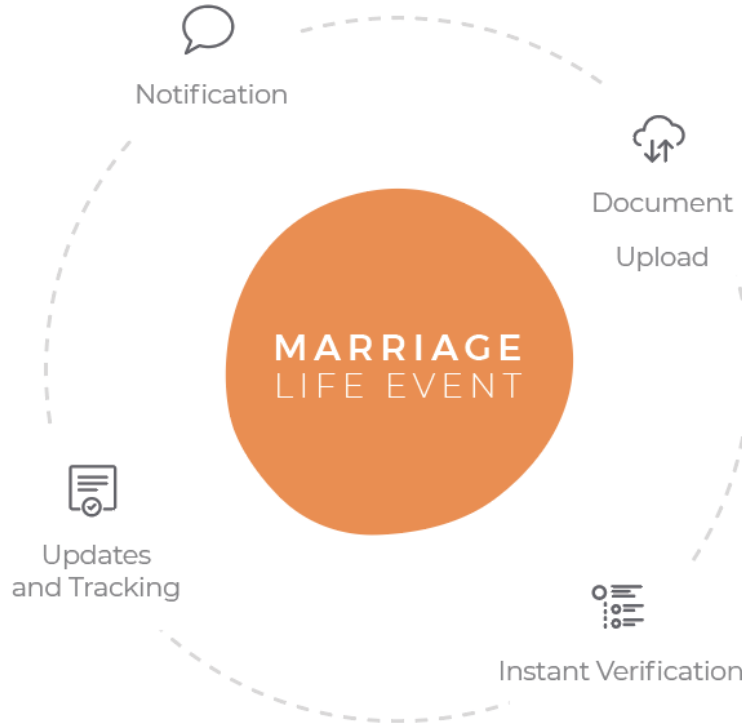 Notification
Document
Upload
MARRIAGE
LIFE EVENT
Updates
and Tracking
Instant Verification